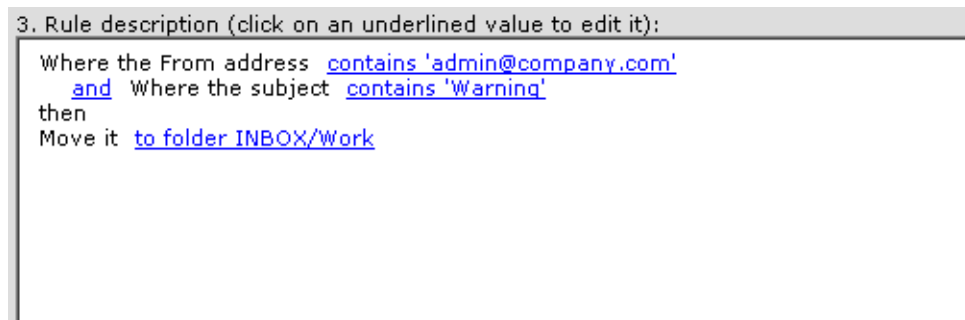 3. Rule description (click on an underlined value to edit it):
Where the From address contains 'admin@company.com'
and Where the subject contains 'Warning'
then
Move it to folder INBOX/Work